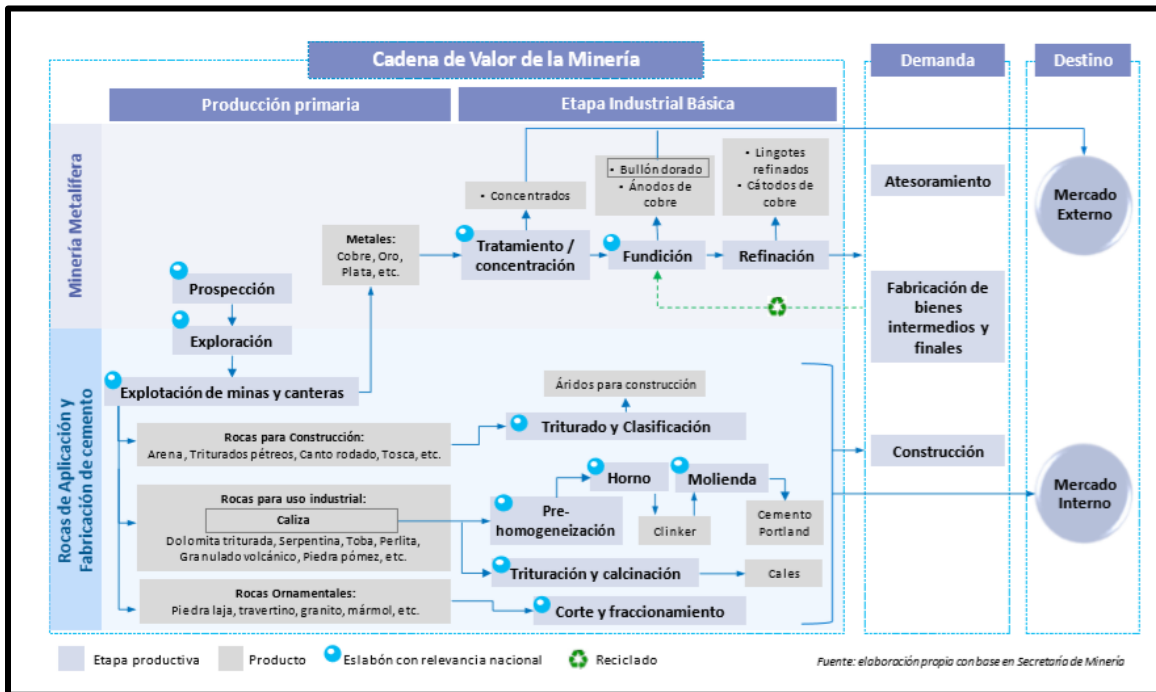 Cadena de Valor de la Minería
Demanda
Destino
Producción primaria
Etapa Industrial Básica
Minería Metalífera
• Concentrados
• Bullón dorado
• Ánodos de
cobre
• Lingotes
refinados
• Cátodos de
cobre
Atesoramiento
Mercado
Externo
Metales:
Cobre, Oro,
Plata, etc.
Tratamiento /
concentración
Fundición
Refinación
Prospección
Exploración
Fabricación de
bienes
intermedios y
finales
Rocas de Aplicación y
Fabricación de cemento
Explotación de minas y canteras
Áridos para construcción
Rocas para Construcción:
Arena, Triturados pétreos, Canto rodado, Tosca, etc.
Triturado y Clasificación
Construcción
Rocas para uso industrial:
Caliza
Dolomita triturada, Serpentina, Toba, Perlita,
Granulado volcánico, Piedra pómez, etc.
Pre-
homogeneización
Horno
Molienda
Clinker
Cemento
Portland
Mercado
Interno
Trituración y calcinación
Cales
Rocas Ornamentales:
Piedra laja, travertino, granito, mármol, etc.
Corte y fraccionamiento
Etapa productiva
Producto
Eslabón con relevancia nacional
Reciclado
Fuente: elaboración propia con base en Secretaría de Minería